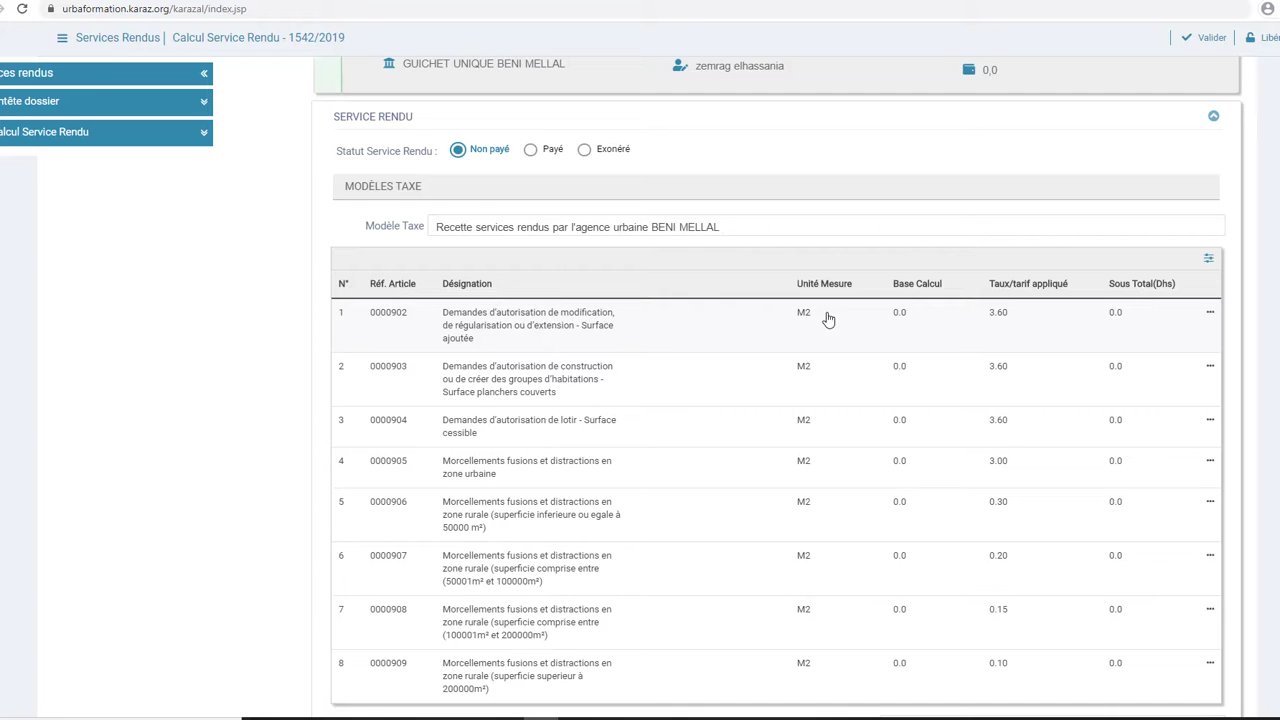 urbaformation.karaz.org/karazal/index.jsp
Services Rendus | Calcul Service Rendu - 1542/2019
Valider
Libér
ces rendus
ntête dossier
alcul Service Rendu
GUICHET UNIQUE BENI MELLAL
zemrag elhassania
0,0
SERVICE RENDU
Statut Service Rendu : Non payé Payé Exonéré
MODÈLES TAXE
Modèle Taxe Recette services rendus par l'agence urbaine BENI MELLAL
N° Réf. Article Désignation Unité Mesure Base Calcul Taux/tarif appliqué Sous Total(Dhs)
1 0000902 Demandes d'autorisation de modification, M2 0.0 3.60 0.0
de régularisation ou d'extension - Surface
ajoutée
2 0000903 Demandes d'autorisation de construction M2 0.0 3.60 0.0
ou de créer des groupes d'habitations -
Surface planchers couverts
3 0000904 Demandes d'autorisation de lotir - Surface M2 0.0 3.60 0.0
cessible
4 0000905 Morcellements fusions et distractions en M2 0.0 3.00 0.0
zone urbaine
5 0000906 Morcellements fusions et distractions en M2 0.0 0.30 0.0
zone rurale (superficie inferieure ou egale à
50000 m²)
6 0000907 Morcellements fusions et distractions en M2 0.0 0.20 0.0
zone rurale (superficie comprise entre
(50001m² et 100000m²)
7 0000908 Morcellements fusions et distractions en M2 0.0 0.15 0.0
zone rurale (superficie comprise entre
(100001m² et 200000m²)
8 0000909 Morcellements fusions et distractions en M2 0.0 0.10 0.0
zone rurale (superficie superieur à
200000m²)